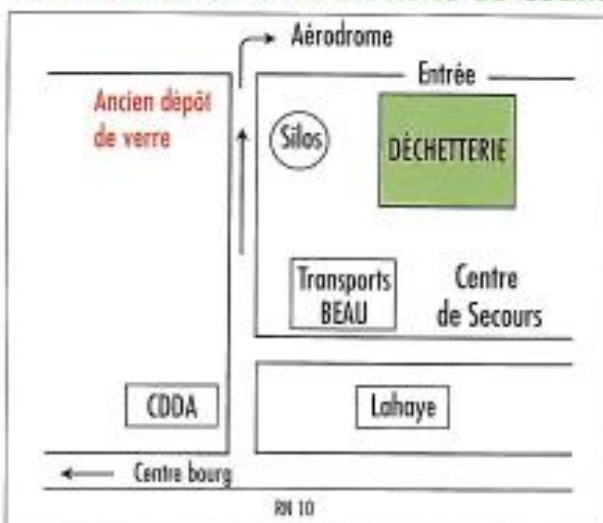 Aérodrome
Entrée
Ancien dépôt
de verre
Silos
DÉCHETTERIE
Transports
BEAU
Centre
de Secours
CDDA
Lahaye
Centre bourg
RN 10